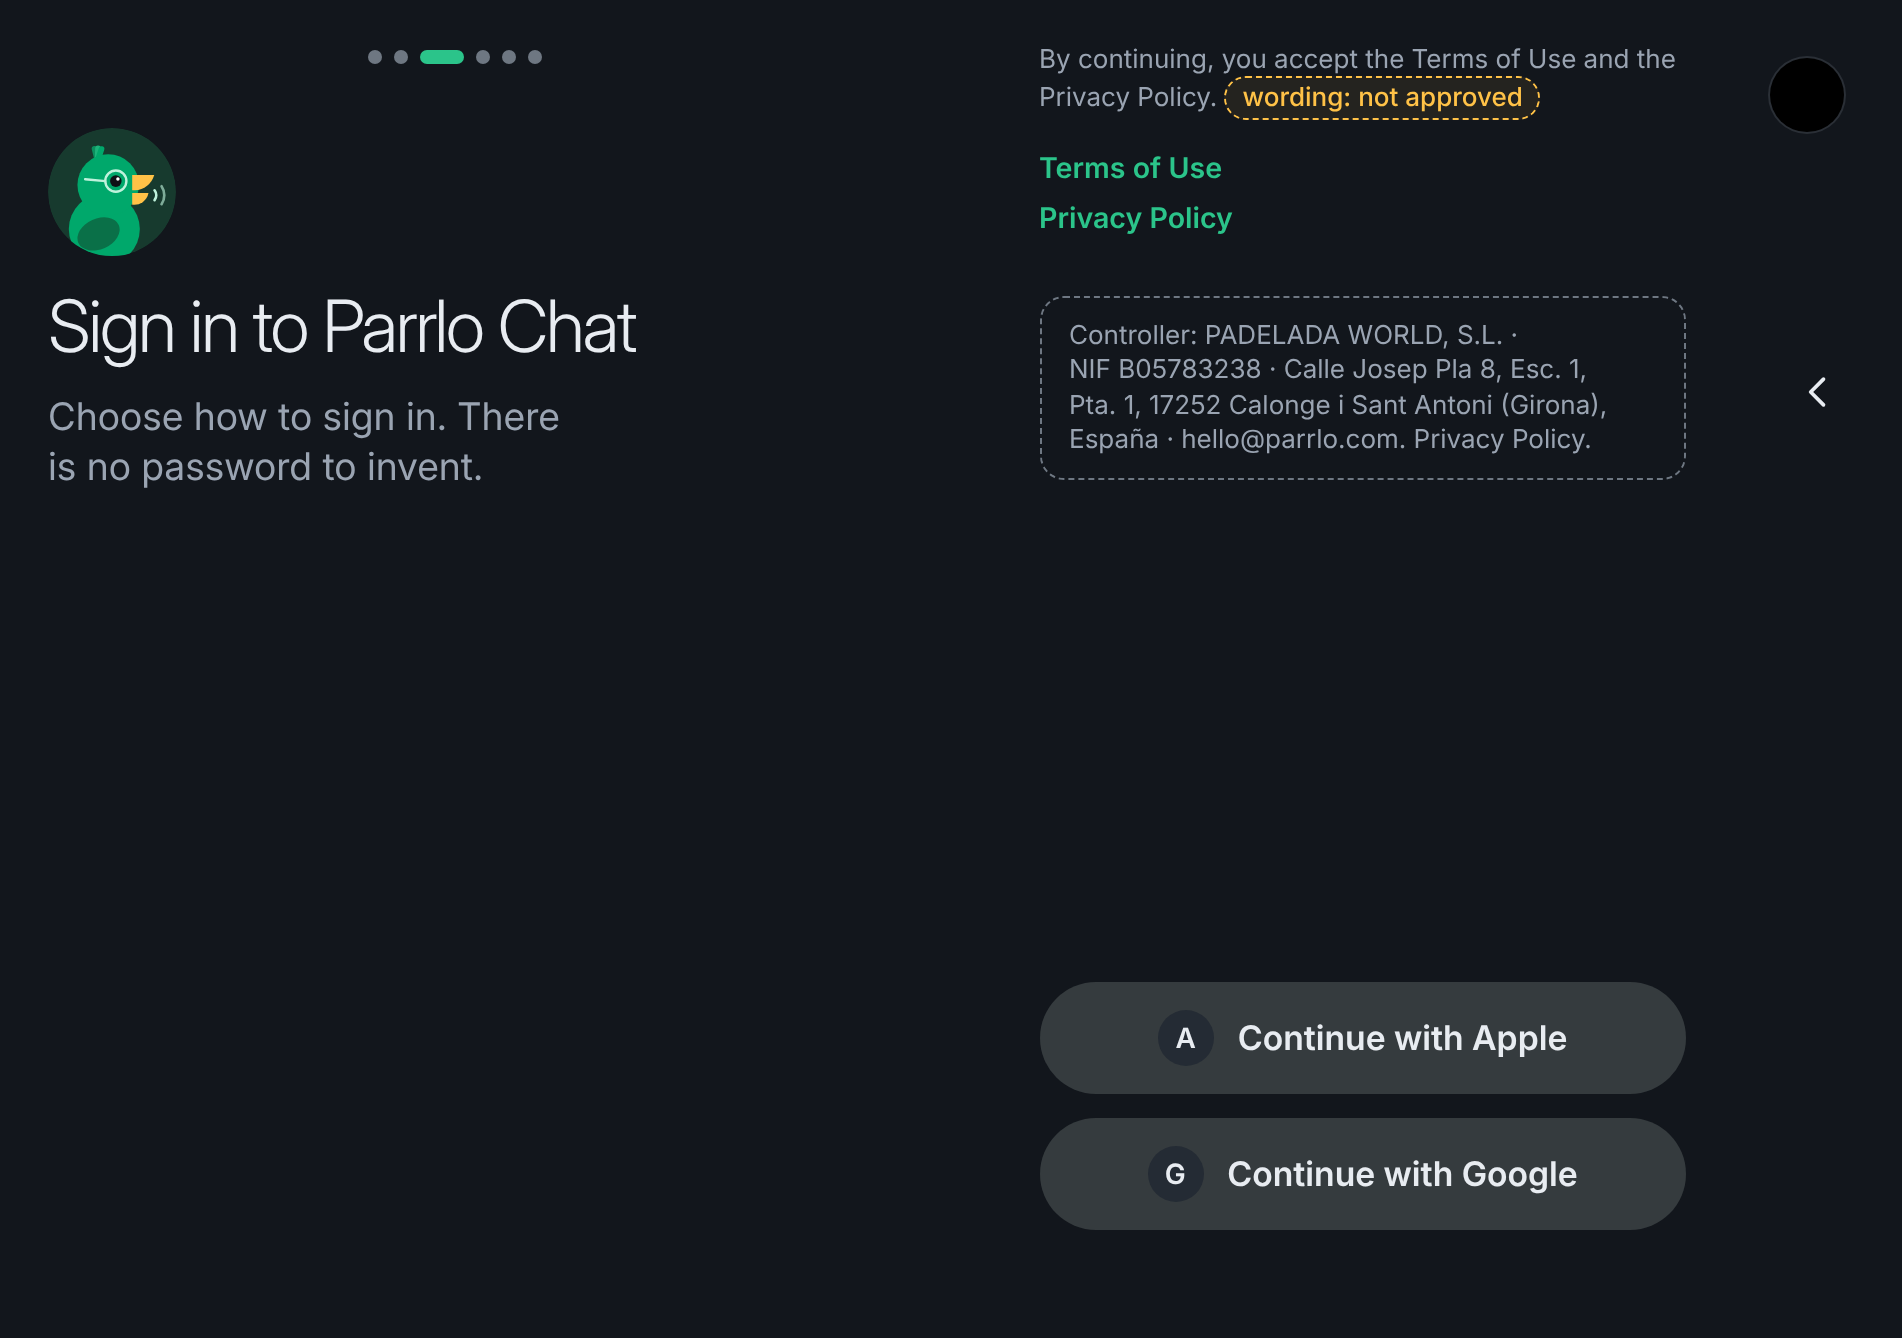 Sign in to Parrlo Chat
Choose how to sign in. There
is no password to invent.
By continuing, you accept the Terms of Use and the
Privacy Policy. wording: not approved
Terms of Use
Privacy Policy
Controller: PADELADA WORLD, S.L. ·
NIF B05783238 · Calle Josep Pla 8, Esc. 1,
Pta. 1, 17252 Calonge i Sant Antoni (Girona),
España · hello@parrlo.com. Privacy Policy.
A Continue with Apple
G Continue with Google